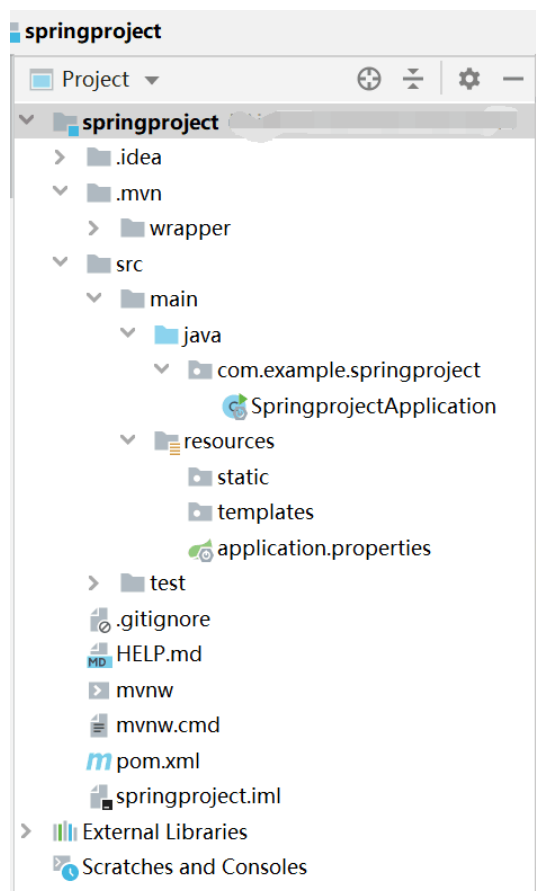 springproject
Project
springproject
.idea
.mvn
wrapper
src
main
java
com.example.springproject
SpringprojectApplication
resources
static
templates
application.properties
test
.gitignore
HELP.md
mvnw
mvnw.cmd
pom.xml
springproject.iml
External Libraries
Scratches and Consoles